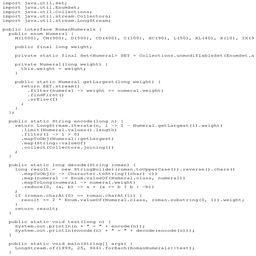 import java.util.Set;
import java.util.EnumSet;
import java.util.Collections;
import java.util.stream.Collectors;
import java.util.stream.LongStream;
public interface RomanNumerals {
public enum Numeral {
M(1000), CM(900), D(500), CD(400), C(100), XC(90), L(50), XL(40), X(10), IX(9
public final long weight;
private static final Set<Numeral> SET = Collections.unmodifiableSet(EnumSet.a
private Numeral(long weight) {
this.weight = weight;
}
public static Numeral getLargest(long weight) {
return SET.stream()
.filter(numeral -> weight >= numeral.weight)
.findFirst()
.orElse(I)
;
}
};
public static String encode(long n) {
return LongStream.iterate(n, l -> l - Numeral.getLargest(l).weight)
.limit(Numeral.values().length)
.filter(l -> l > 0)
.mapToObj(Numeral::getLargest)
.map(String::valueOf)
.collect(Collectors.joining())
;
}
public static long decode(String roman) {
long result = new StringBuilder(roman.toUpperCase()).reverse().chars()
.mapToObj(c -> Character.toString((char) c))
.map(numeral -> Enum.valueOf(Numeral.class, numeral))
.mapToLong(numeral -> numeral.weight)
.reduce(0, (a, b) -> a + (a <= b ? b : -b))
;
if (roman.charAt(0) == roman.charAt(1)) {
result += 2 * Enum.valueOf(Numeral.class, roman.substring(0, 1)).weight;
}
return result;
}
public static void test(long n) {
System.out.println(n + " = " + encode(n));
System.out.println(encode(n) + " = " + decode(encode(n)));
}
public static void main(String[] args) {
LongStream.of(1999, 25, 944).forEach(RomanNumerals::test);
}
}